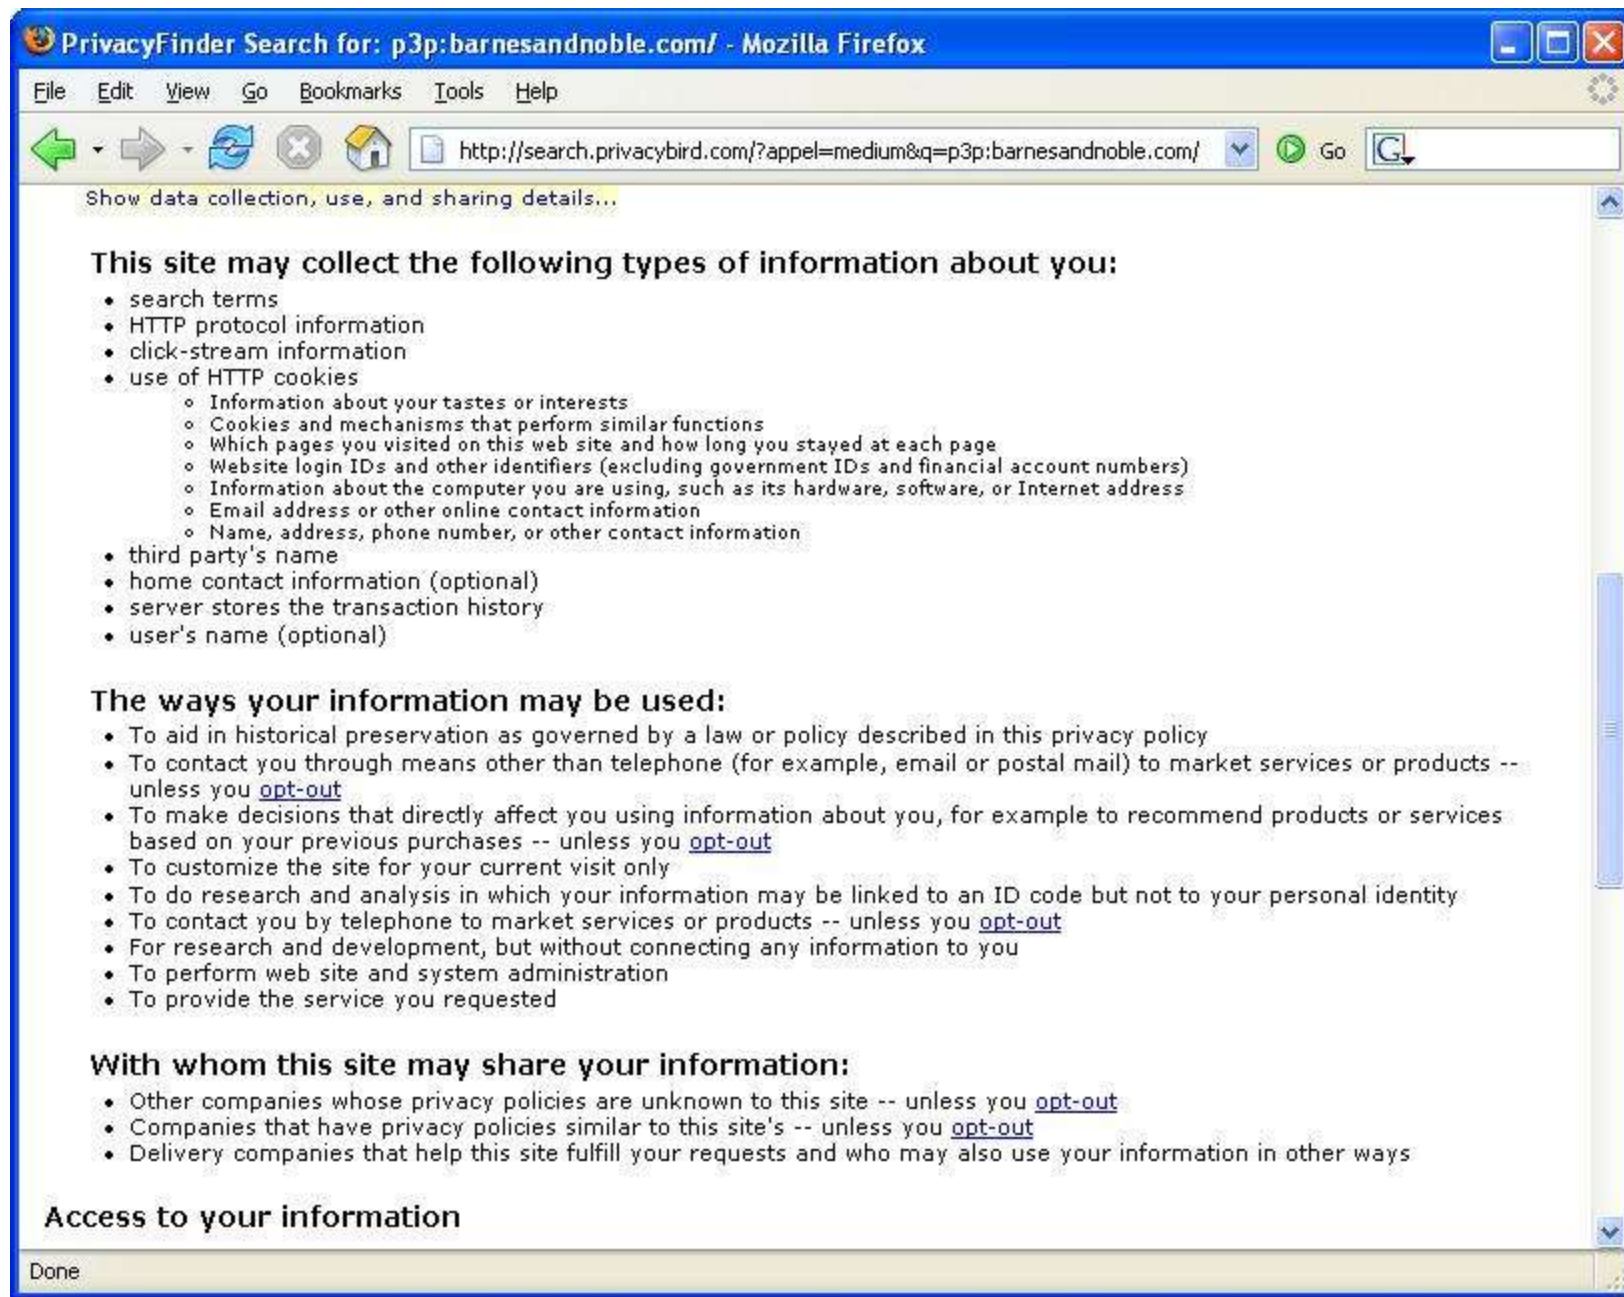 PrivacyFinder Search for: p3p:barnesandnoble.com/ - Mozilla Firefox
File Edit View Go Bookmarks Tools Help
http://search.privacybird.com/?appel=medium&q=p3p:barnesandnoble.com/ Go G
Show data collection, use, and sharing details...
This site may collect the following types of information about you:
• search terms
• HTTP protocol information
• click-stream information
• use of HTTP cookies
◦ Information about your tastes or interests
◦ Cookies and mechanisms that perform similar functions
◦ Which pages you visited on this web site and how long you stayed at each page
◦ Website login IDs and other identifiers (excluding government IDs and financial account numbers)
◦ Information about the computer you are using, such as its hardware, software, or Internet address
◦ Email address or other online contact information
◦ Name, address, phone number, or other contact information
• third party's name
• home contact information (optional)
• server stores the transaction history
• user's name (optional)
The ways your information may be used:
• To aid in historical preservation as governed by a law or policy described in this privacy policy
• To contact you through means other than telephone (for example, email or postal mail) to market services or products --
unless you opt-out
• To make decisions that directly affect you using information about you, for example to recommend products or services
based on your previous purchases -- unless you opt-out
• To customize the site for your current visit only
• To do research and analysis in which your information may be linked to an ID code but not to your personal identity
• To contact you by telephone to market services or products -- unless you opt-out
• For research and development, but without connecting any information to you
• To perform web site and system administration
• To provide the service you requested
With whom this site may share your information:
• Other companies whose privacy policies are unknown to this site -- unless you opt-out
• Companies that have privacy policies similar to this site's -- unless you opt-out
• Delivery companies that help this site fulfill your requests and who may also use your information in other ways
Access to your information
Done